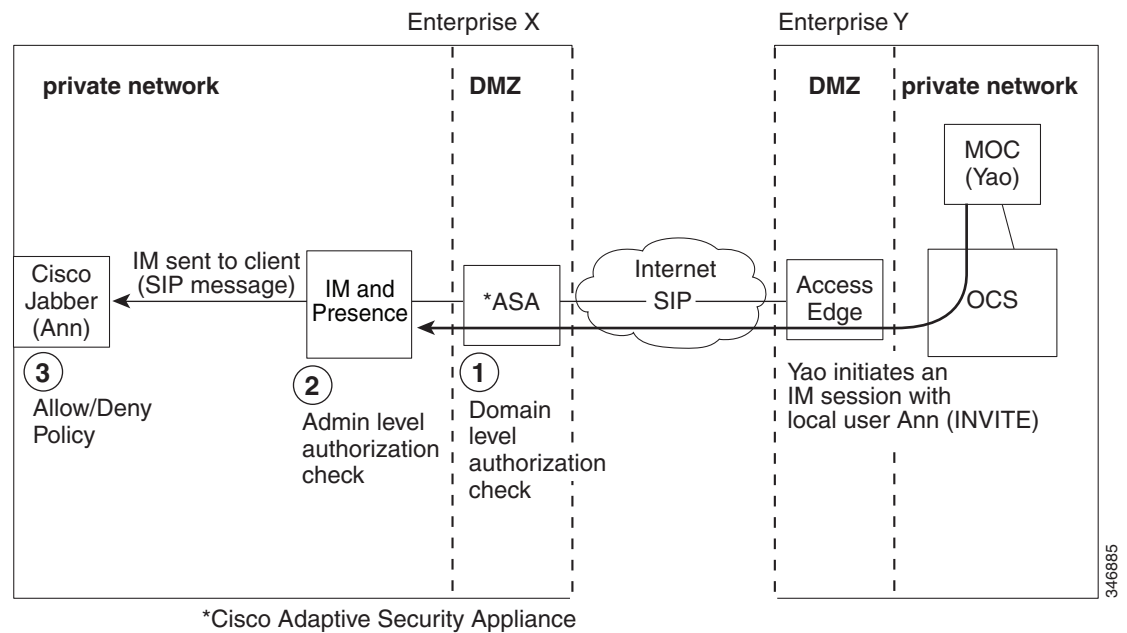 Enterprise X
Enterprise Y
private network
DMZ
DMZ
private network
MOC
(Yao)
Cisco
Jabber
(Ann)
IM sent to client
(SIP message)
IM and
Presence
*ASA
Internet
SIP
Access
Edge
OCS
3
Allow/Deny
Policy
2
Admin level
authorization
check
1
Domain
level
authorization
check
Yao initiates an
IM session with
local user Ann (INVITE)
346885
*Cisco Adaptive Security Appliance